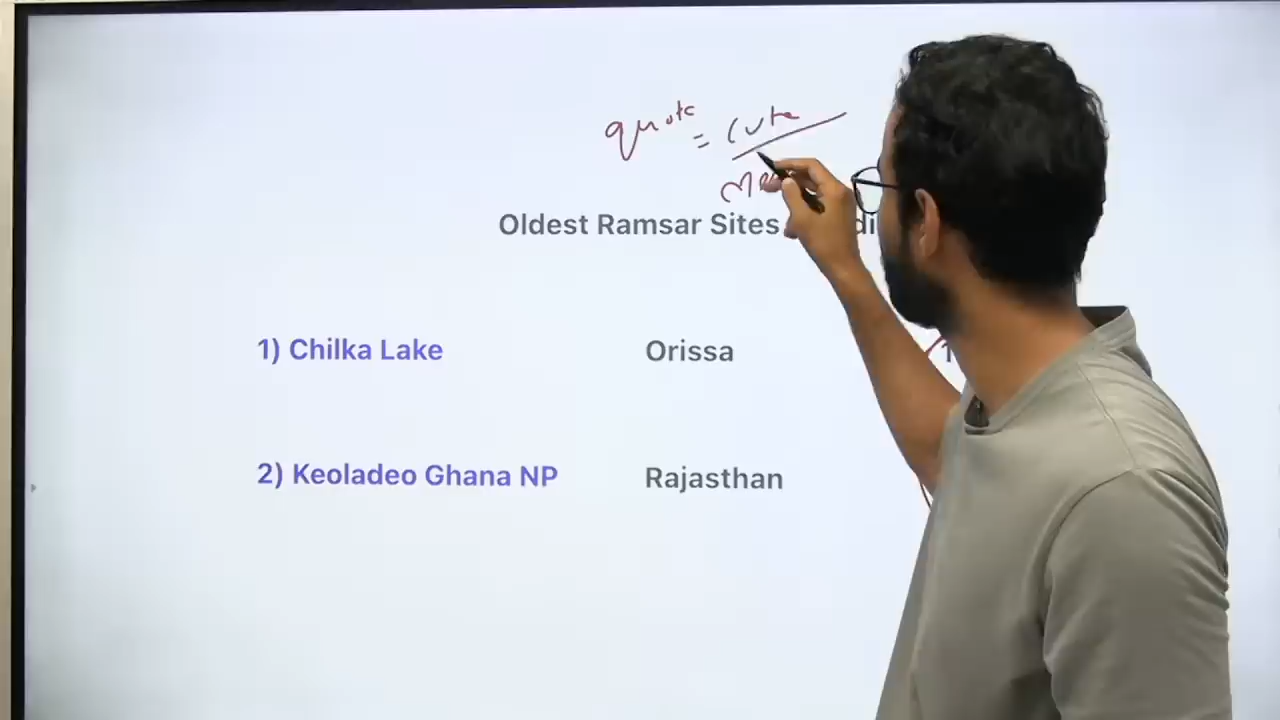 quote = cute
Oldest Ramsar Sites
1) Chilka Lake Orissa
2) Keoladeo Ghana NP Rajasthan